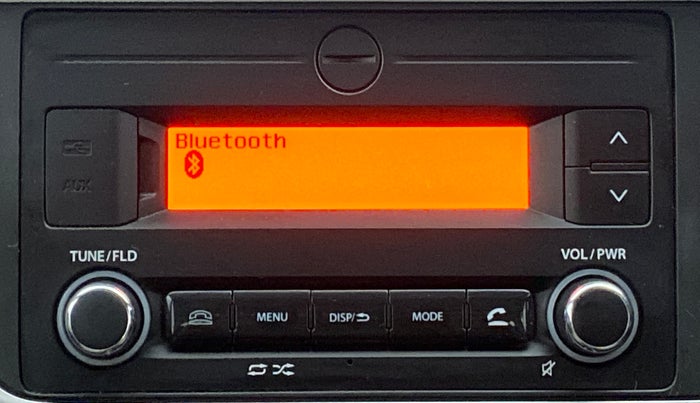 Bluetooth
AUX
TUNE/FLD
VOL/PWR
MENU
DISP/
MODE